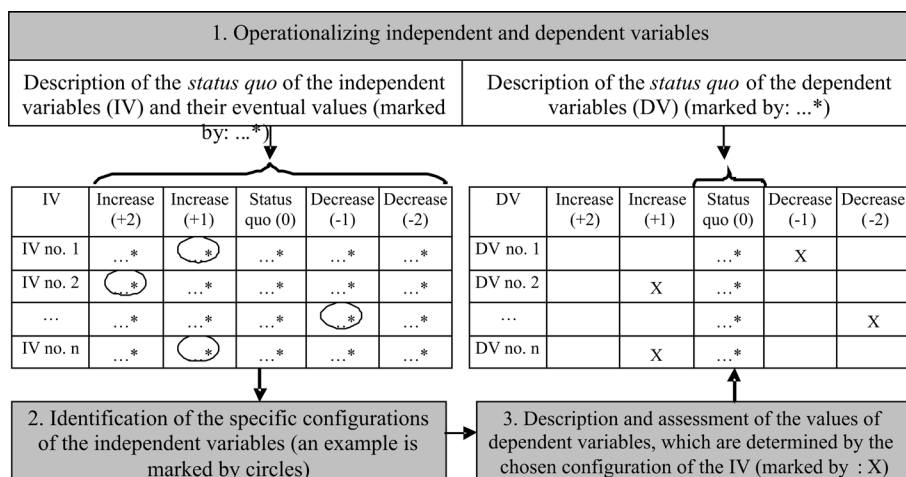 1. Operationalizing independent and dependent variables
Description of the status quo of the independent
variables (IV) and their eventual values (marked
by: ...*)
Description of the status quo of the dependent
variables (DV) (marked by: ...*)
IV Increase (+2) Increase (+1) Status quo (0) Decrease (-1) Decrease (-2)
IV no. 1 …* …* …* …* …*
IV no. 2 …* …* …* …* …*
… …* …* …* …* …*
IV no. n …* …* …* …* …*
DV Increase (+2) Increase (+1) Status quo (0) Decrease (-1) Decrease (-2)
DV no. 1 …* X
DV no. 2 X …*
… …* X
DV no. n X …*
2. Identification of the specific configurations
of the independent variables (an example is
marked by circles)
3. Description and assessment of the values of
dependent variables, which are determined by the
chosen configuration of the IV (marked by : X)